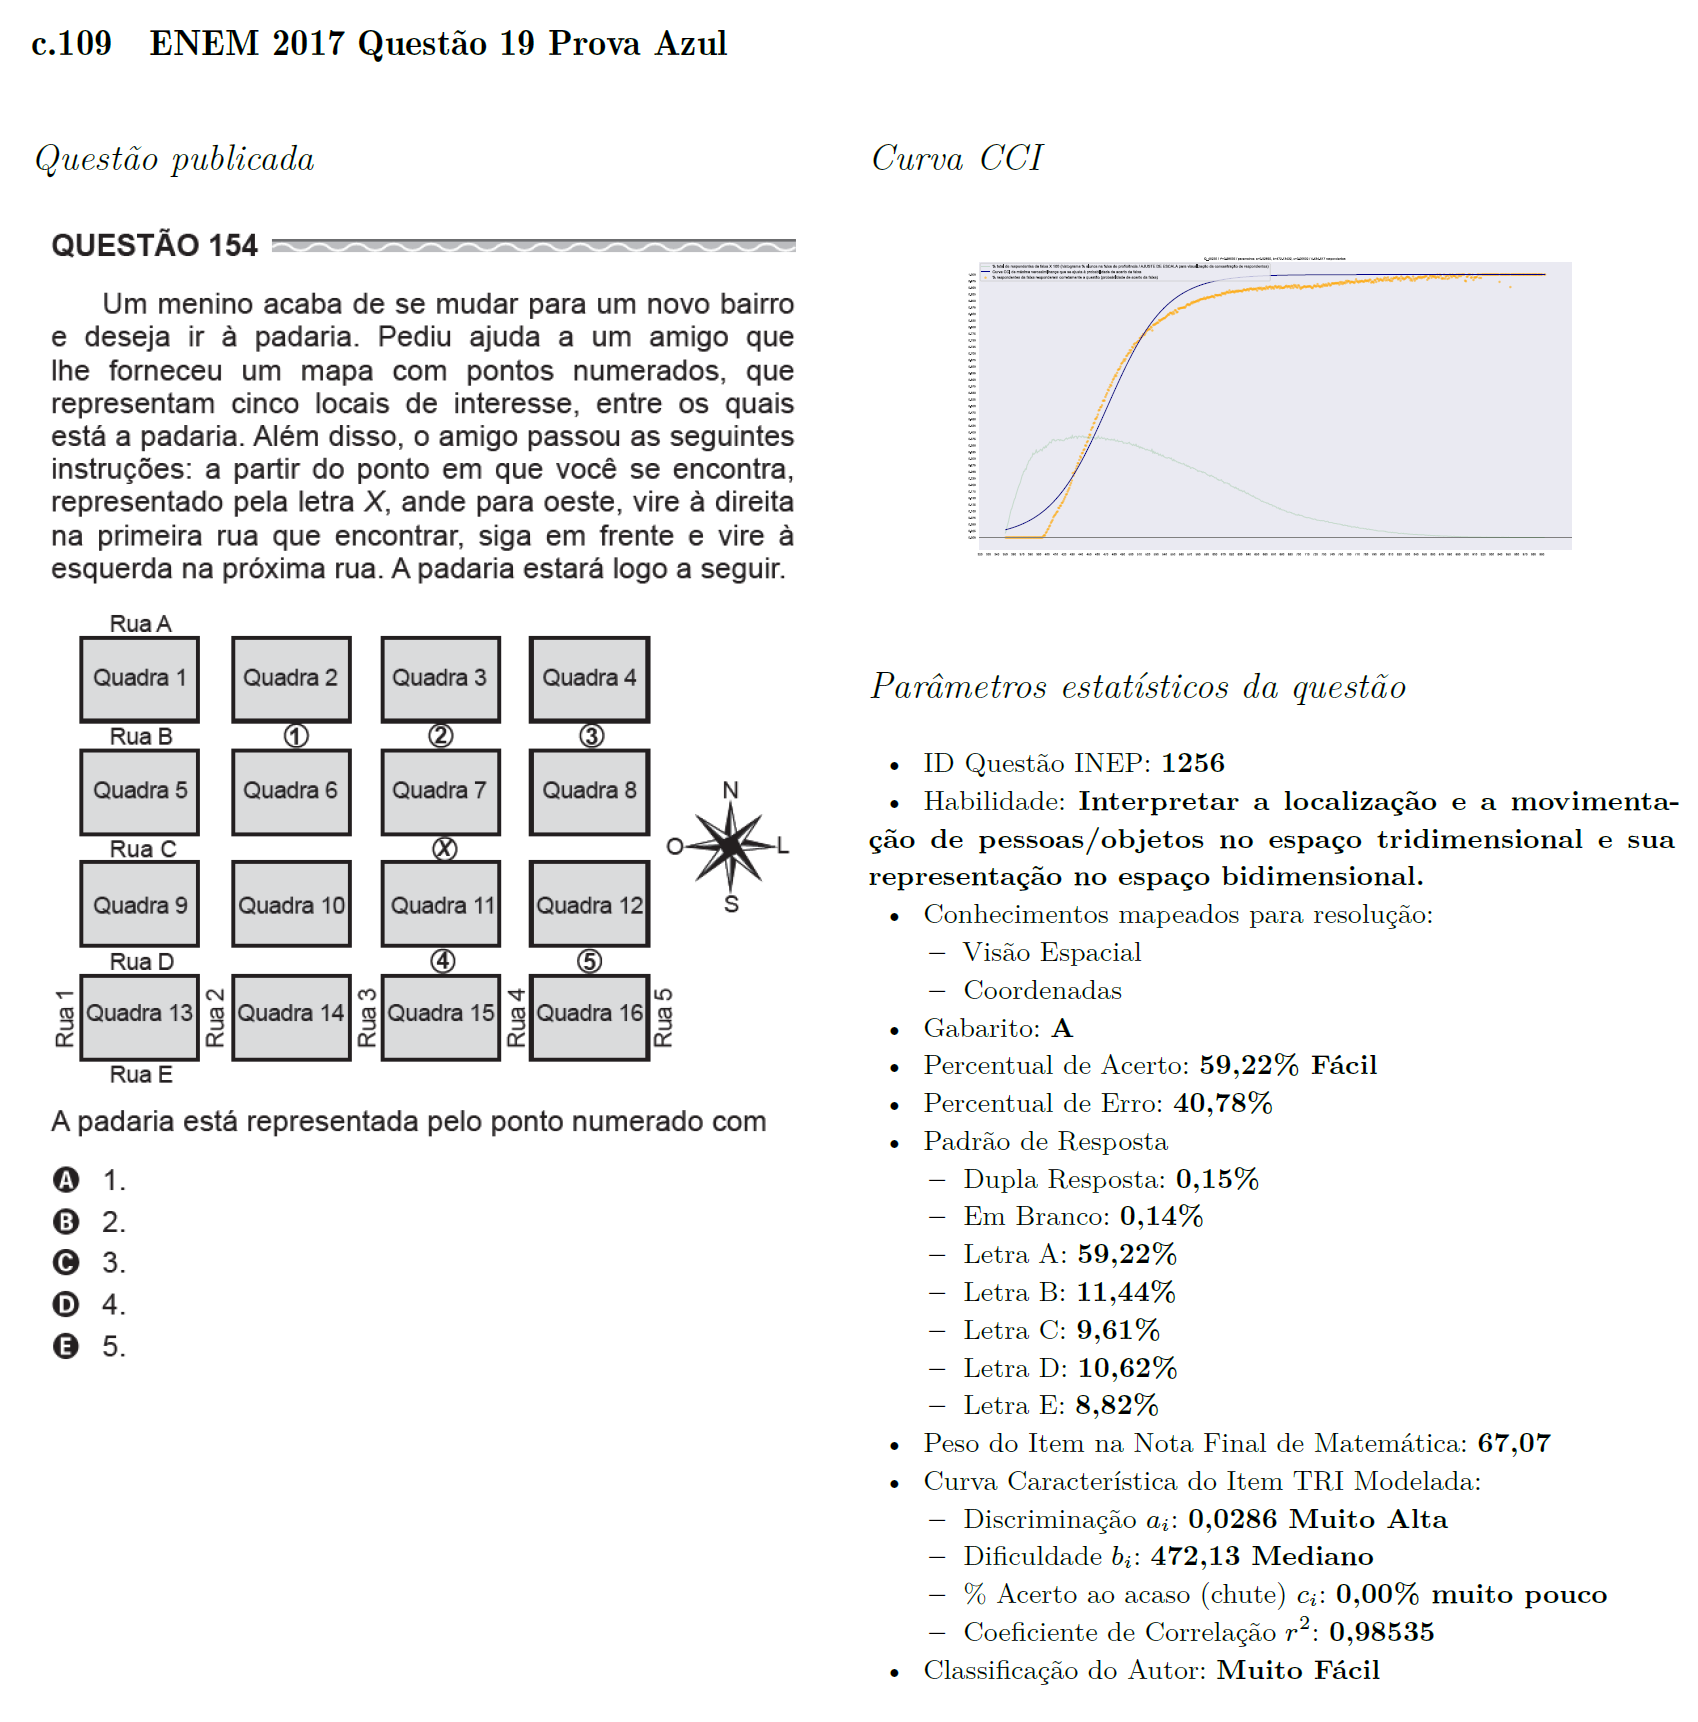 c.109 ENEM 2017 Questão 19 Prova Azul
Questão publicada
QUESTÃO 154
Um menino acaba de se mudar para um novo bairro
e deseja ir à padaria. Pediu ajuda a um amigo que
lhe forneceu um mapa com pontos numerados, que
representam cinco locais de interesse, entre os quais
está a padaria. Além disso, o amigo passou as seguintes
instruções: a partir do ponto em que você se encontra,
representado pela letra X, ande para oeste, vire à direita
na primeira rua que encontrar, siga em frente e vire à
esquerda na próxima rua. A padaria estará logo a seguir.
Rua A
Quadra 1 Quadra 2 Quadra 3 Quadra 4
Rua B 1 2 3
Quadra 5 Quadra 6 Quadra 7 Quadra 8
N
Rua C X O L
S
Quadra 9 Quadra 10 Quadra 11 Quadra 12
Rua D 4 5
Rua 1 Quadra 13 Rua 2 Quadra 14 Rua 3 Quadra 15 Rua 4 Quadra 16 Rua 5
Rua E
A padaria está representada pelo ponto numerado com
A 1.
B 2.
C 3.
D 4.
E 5.
Curva CCI
Parâmetros estatísticos da questão
• ID Questão INEP: 1256
• Habilidade: Interpretar a localização e a movimenta-
ção de pessoas/objetos no espaço tridimensional e sua
representação no espaço bidimensional.
• Conhecimentos mapeados para resolução:
– Visão Espacial
– Coordenadas
• Gabarito: A
• Percentual de Acerto: 59,22% Fácil
• Percentual de Erro: 40,78%
• Padrão de Resposta
– Dupla Resposta: 0,15%
– Em Branco: 0,14%
– Letra A: 59,22%
– Letra B: 11,44%
– Letra C: 9,61%
– Letra D: 10,62%
– Letra E: 8,82%
• Peso do Item na Nota Final de Matemática: 67,07
• Curva Característica do Item TRI Modelada:
– Discriminação aᵢ: 0,0286 Muito Alta
– Dificuldade bᵢ: 472,13 Mediano
– % Acerto ao acaso (chute) cᵢ: 0,00% muito pouco
– Coeficiente de Correlação r²: 0,98535
• Classificação do Autor: Muito Fácil